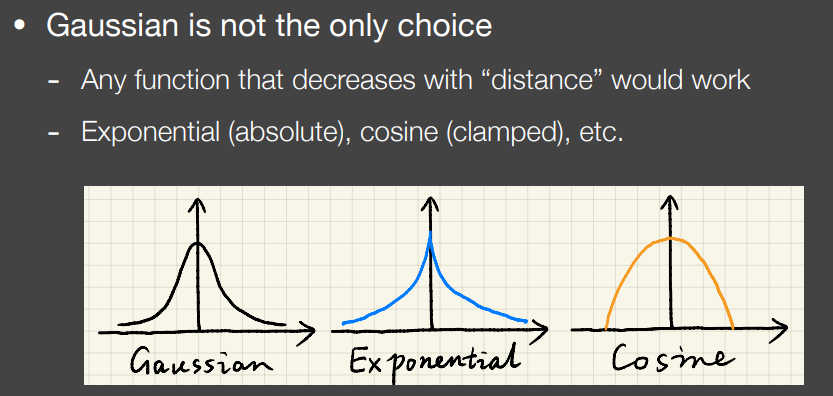 • Gaussian is not the only choice
- Any function that decreases with “distance” would work
- Exponential (absolute), cosine (clamped), etc.
Gaussian Exponential Cosine